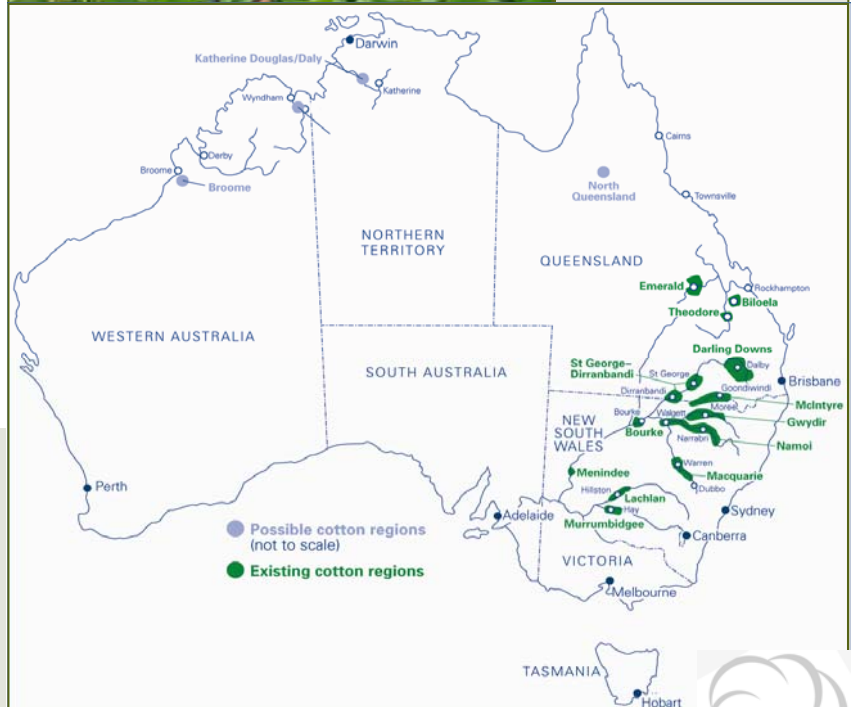 Darwin
Katherine Douglas/Daly
Katherine
Wyndham
Derby
Broome
Broome
Cairns
North
Queensland
Townsville
NORTHERN
TERRITORY
QUEENSLAND
Emerald
Rockhampton
Biloela
Theodore
WESTERN AUSTRALIA
Darling Downs
Dalby
St George–
Dirranbandi
St George
SOUTH AUSTRALIA
Brisbane
Dirranbandi
Goondiwindi
McIntyre
Moree
Bourke
Walgett
Gwydir
NEW
SOUTH
WALES
Bourke
Narrabri
Namoi
Warren
Menindee
Macquarie
Dubbo
Hillston
Lachlan
Perth
Hay
Sydney
Adelaide
Murrumbidgee
Possible cotton regions
(not to scale)
Canberra
VICTORIA
Existing cotton regions
Melbourne
TASMANIA
Hobart